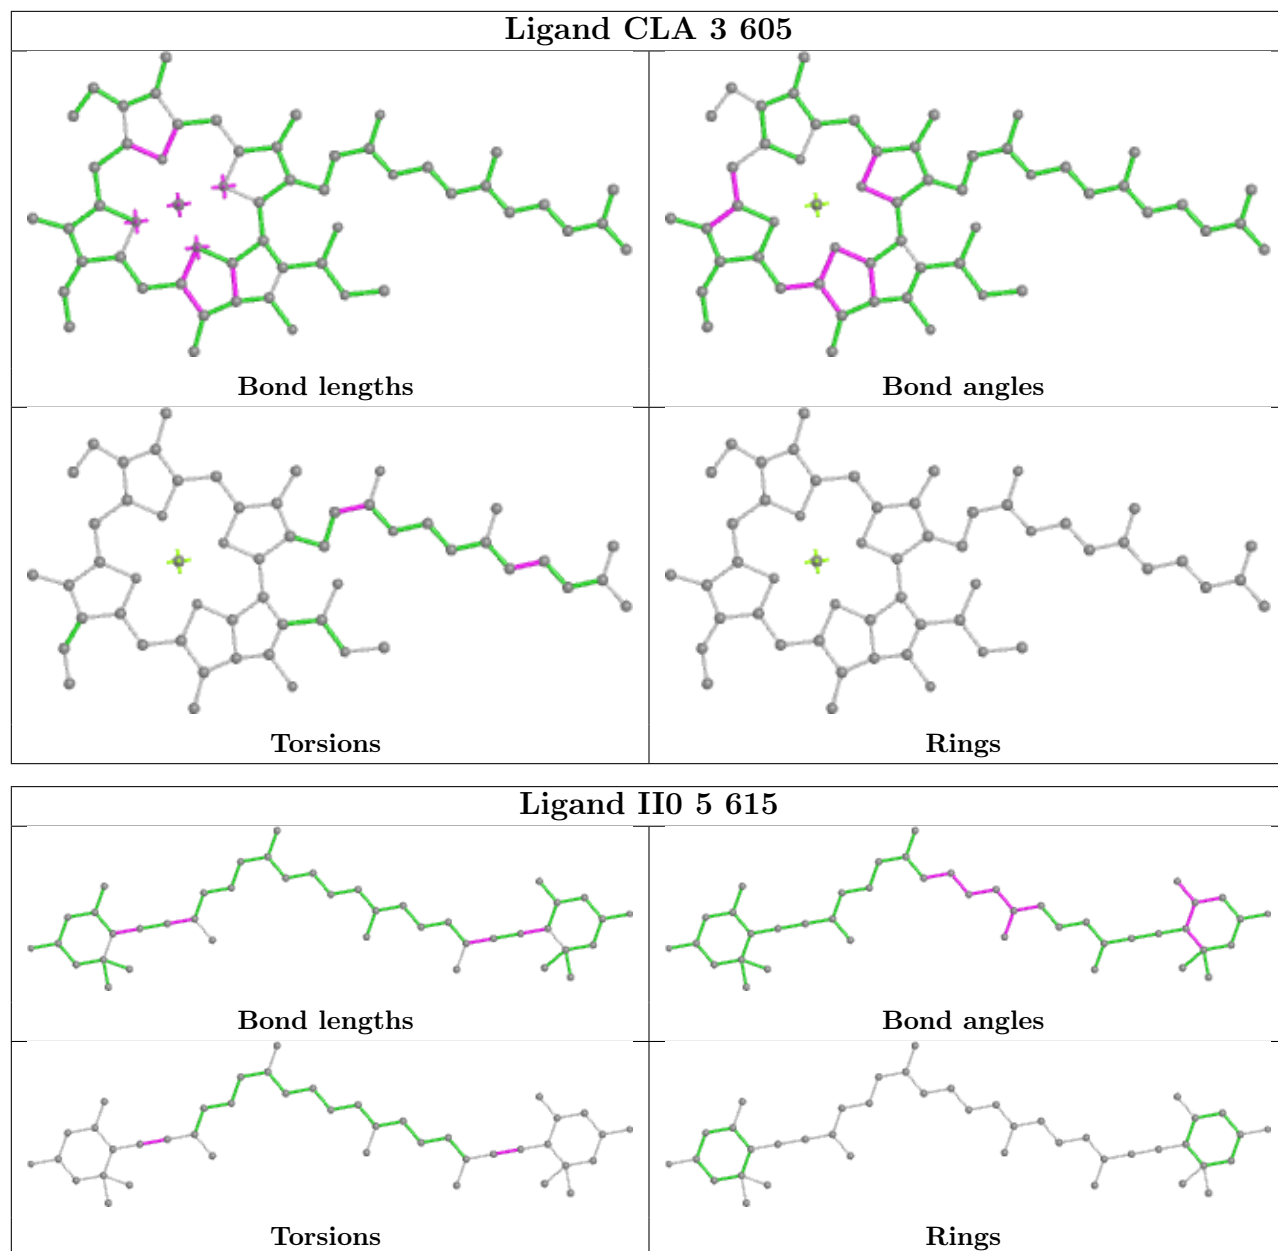 Ligand CLA 3 605
Bond lengths
Bond angles
Torsions
Rings
Ligand II0 5 615
Bond lengths
Bond angles
Torsions
Rings